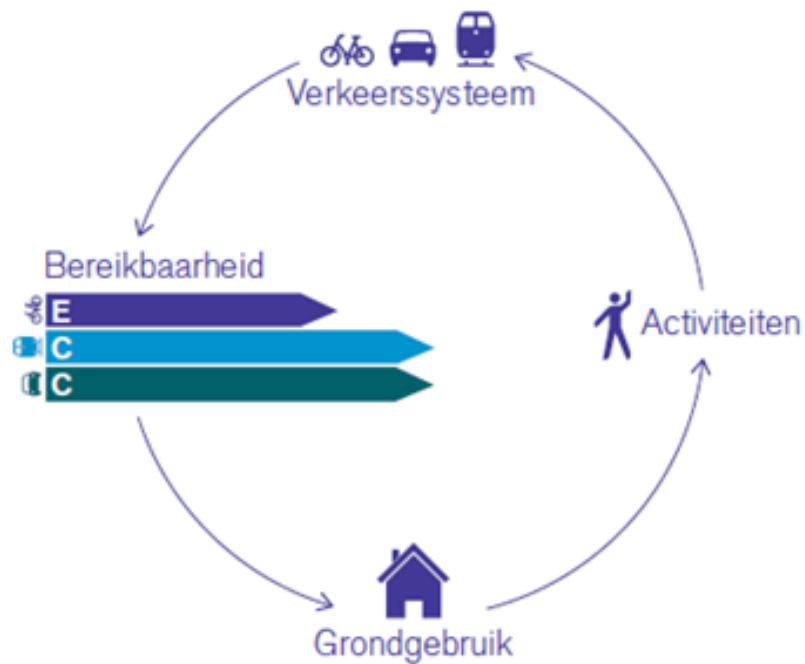 Verkeerssysteem
Bereikbaarheid
E
C
C
Activiteiten
Grondgebruik